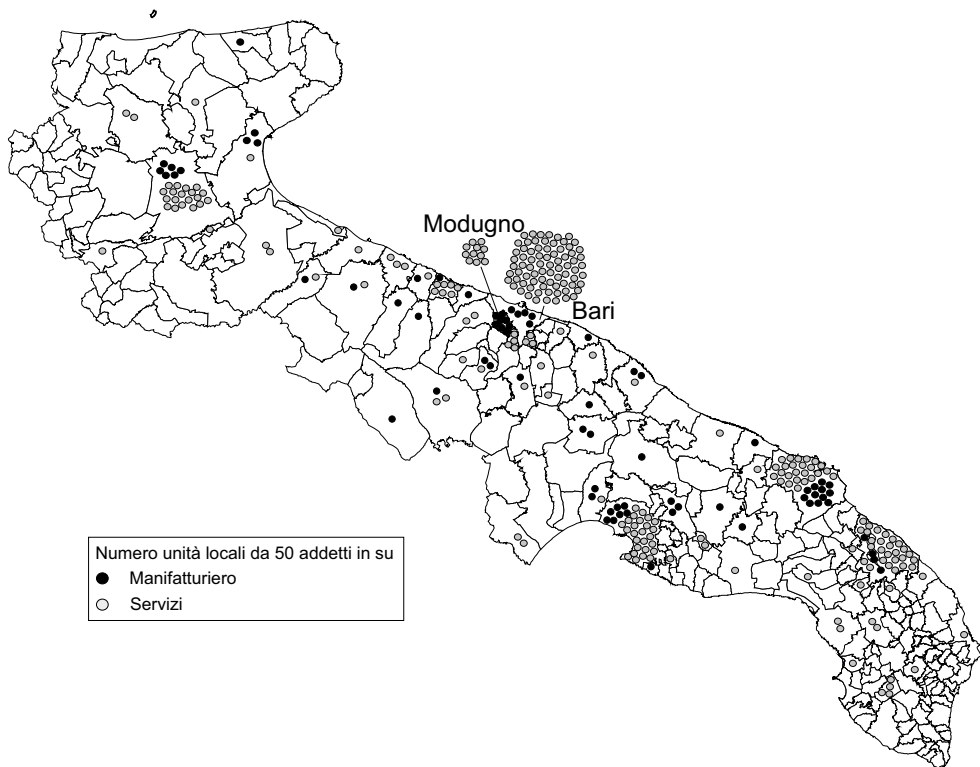 Modugno
Bari
Numero unità locali da 50 addetti in su
Manifatturiero
Servizi